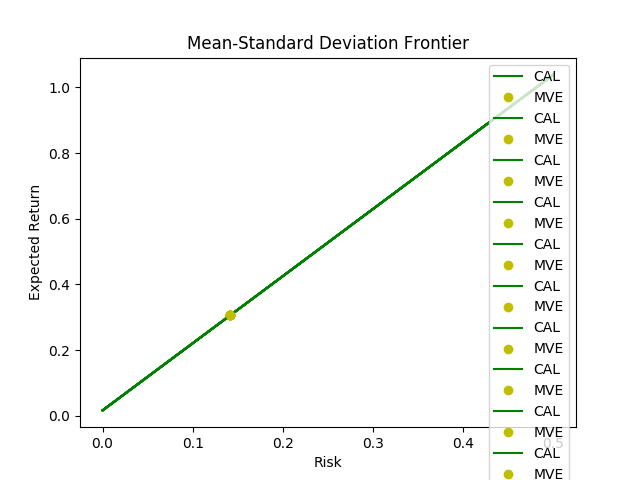 Mean-Standard Deviation Frontier
Expected Return
1.0
0.8
0.6
0.4
0.2
0.0
0.0 0.1 0.2 0.3 0.4 0.5
Risk
CAL
MVE
CAL
MVE
CAL
MVE
CAL
MVE
CAL
MVE
CAL
MVE
CAL
MVE
CAL
MVE
CAL
MVE
CAL
MVE